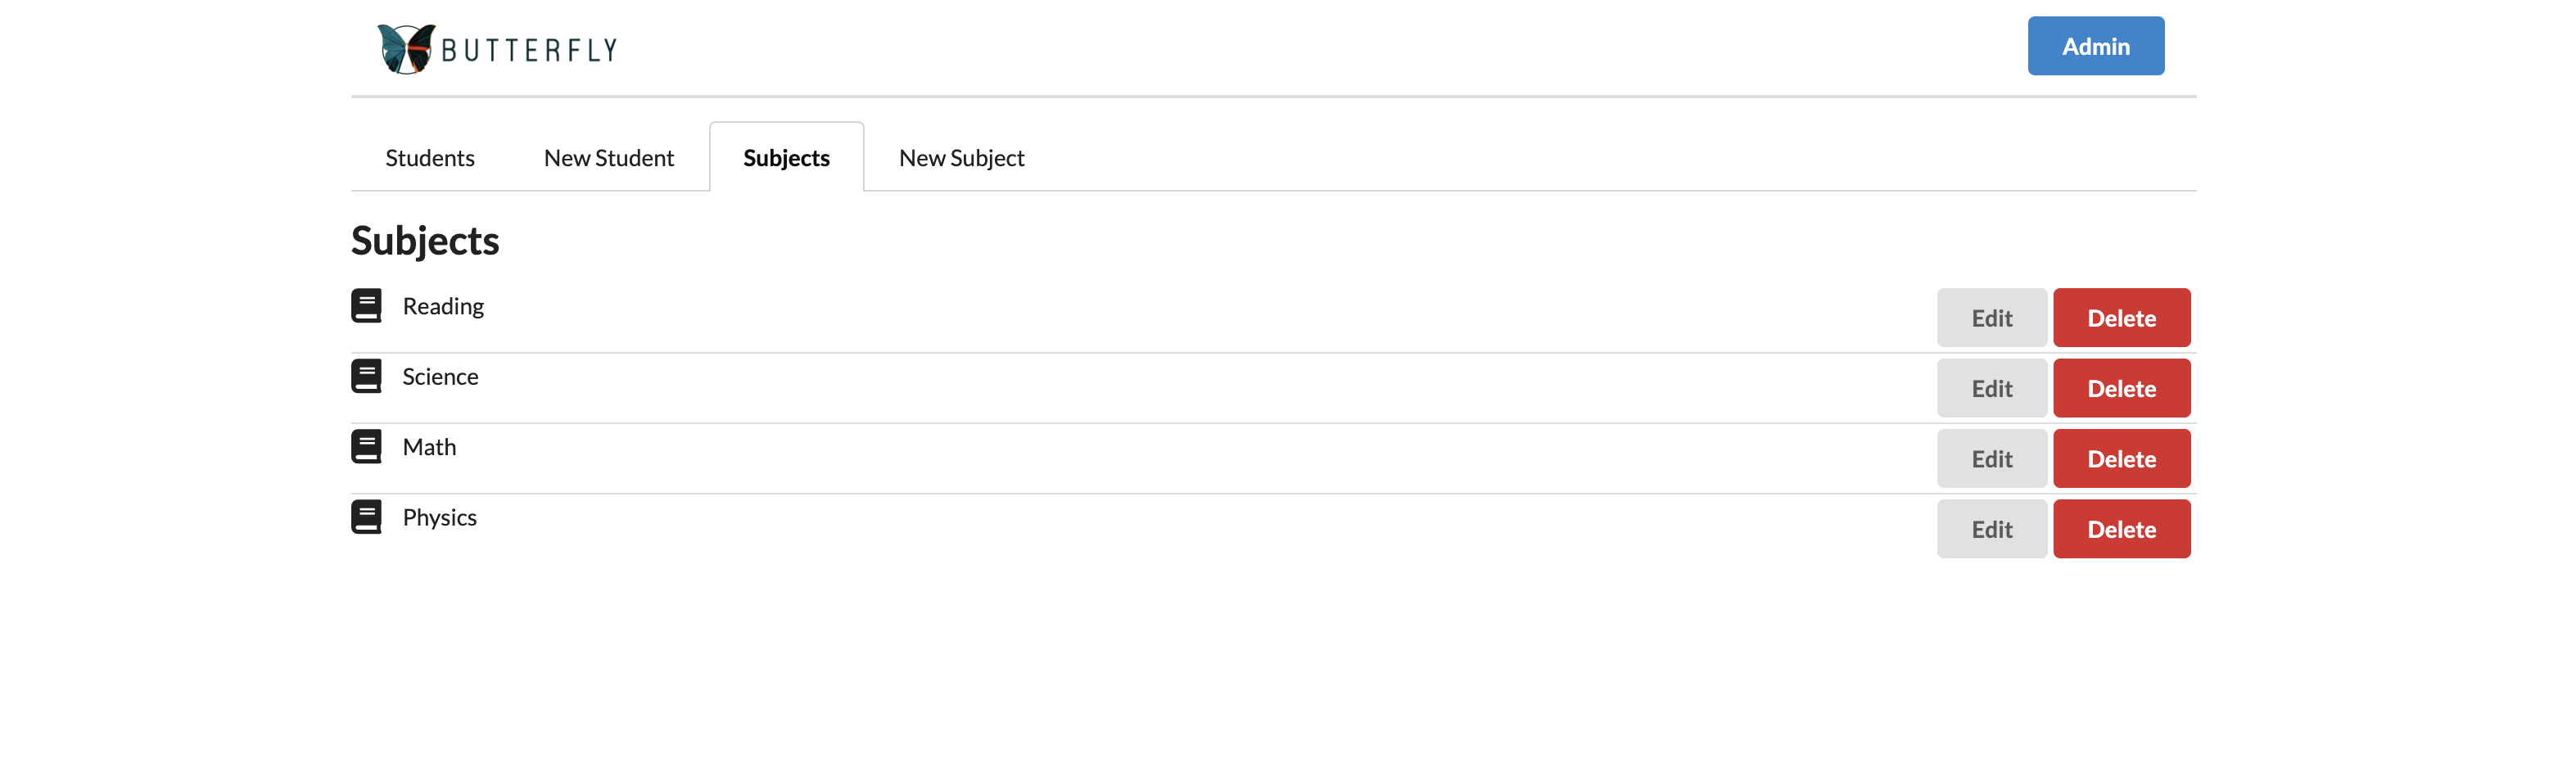 BUTTERFLY Admin
Students New Student Subjects New Subject
Subjects
Reading Edit Delete
Science Edit Delete
Math Edit Delete
Physics Edit Delete